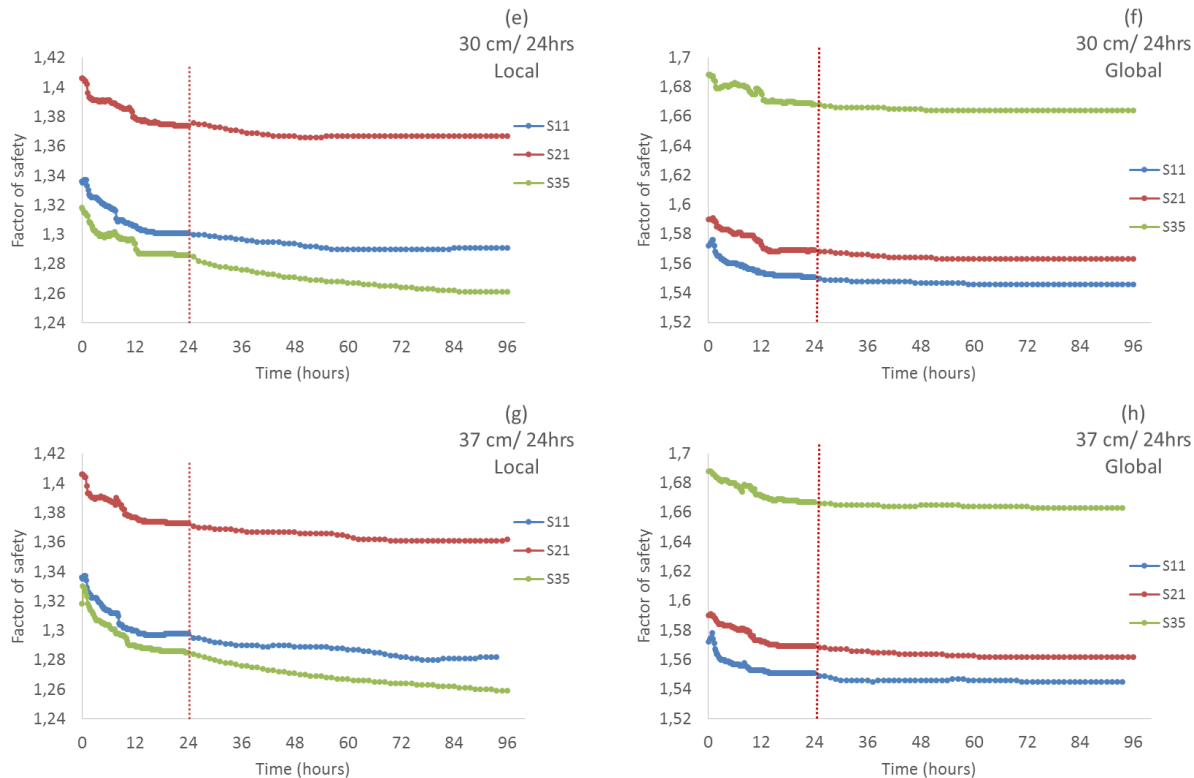 (e)
30 cm/ 24hrs
Local
1,42
1,4
1,38
1,36
1,34
1,32
1,3
1,28
1,26
1,24
Factor of safety
S11
S21
S35
0 12 24 36 48 60 72 84 96
Time (hours)
(f)
30 cm/ 24hrs
Global
1,7
1,68
1,66
1,64
1,62
1,6
1,58
1,56
1,54
1,52
Factor of safety
S11
S21
S35
0 12 24 36 48 60 72 84 96
Time (hours)
(g)
37 cm/ 24hrs
Local
1,42
1,4
1,38
1,36
1,34
1,32
1,3
1,28
1,26
1,24
Factor of safety
S11
S21
S35
0 12 24 36 48 60 72 84 96
Time (hours)
(h)
37 cm/ 24hrs
Global
1,7
1,68
1,66
1,64
1,62
1,6
1,58
1,56
1,54
1,52
Factor of safety
S11
S21
S35
0 12 24 36 48 60 72 84 96
Time (hours)